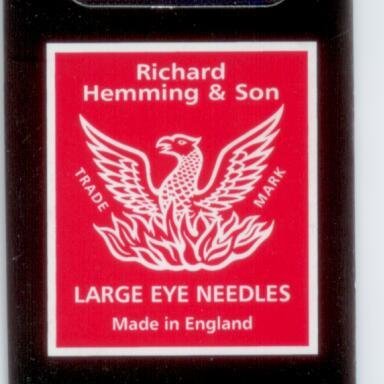 Richard
Hemming & Son
TRADE MARK
LARGE EYE NEEDLES
Made in England